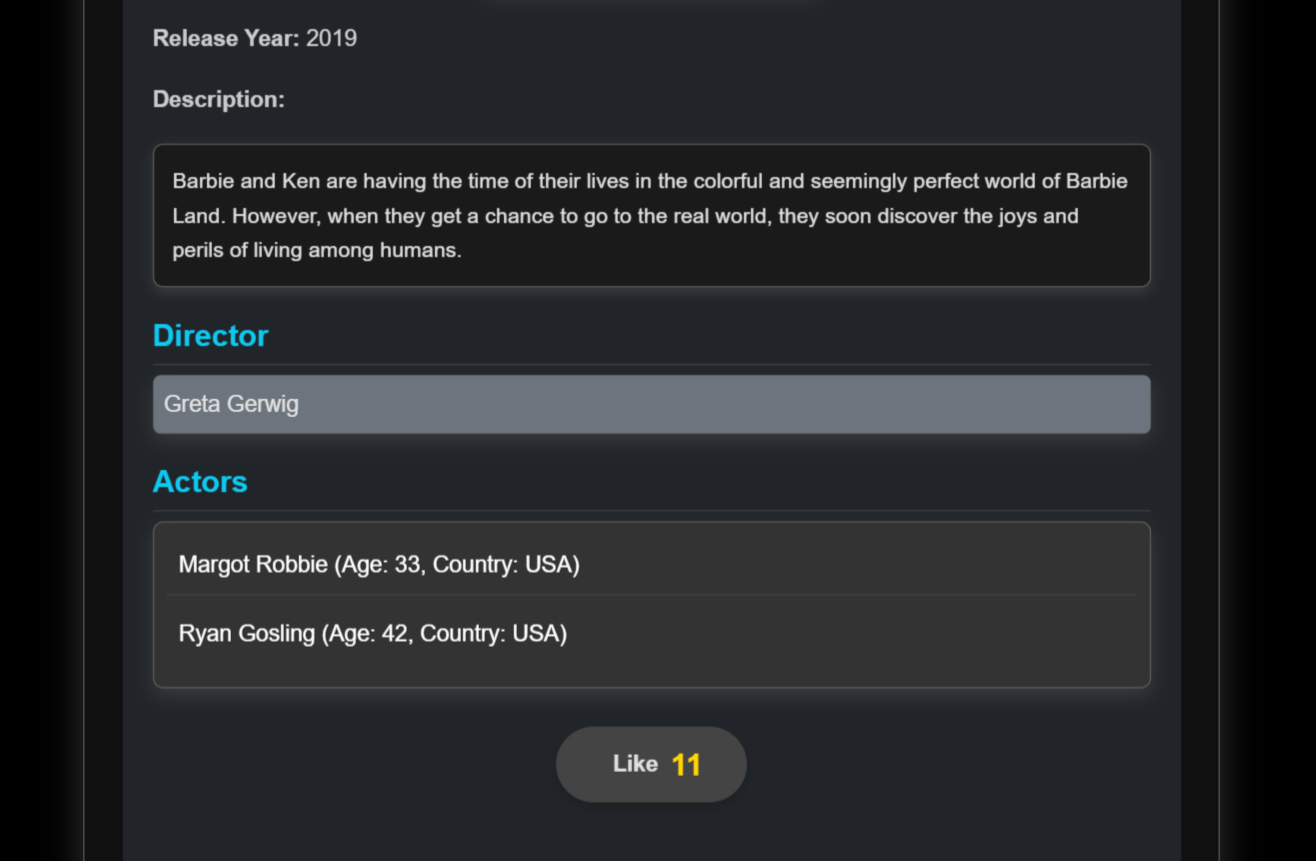 Release Year: 2019
Description:
Barbie and Ken are having the time of their lives in the colorful and seemingly perfect world of Barbie
Land. However, when they get a chance to go to the real world, they soon discover the joys and
perils of living among humans.
Director
Greta Gerwig
Actors
Margot Robbie (Age: 33, Country: USA)
Ryan Gosling (Age: 42, Country: USA)
Like 11